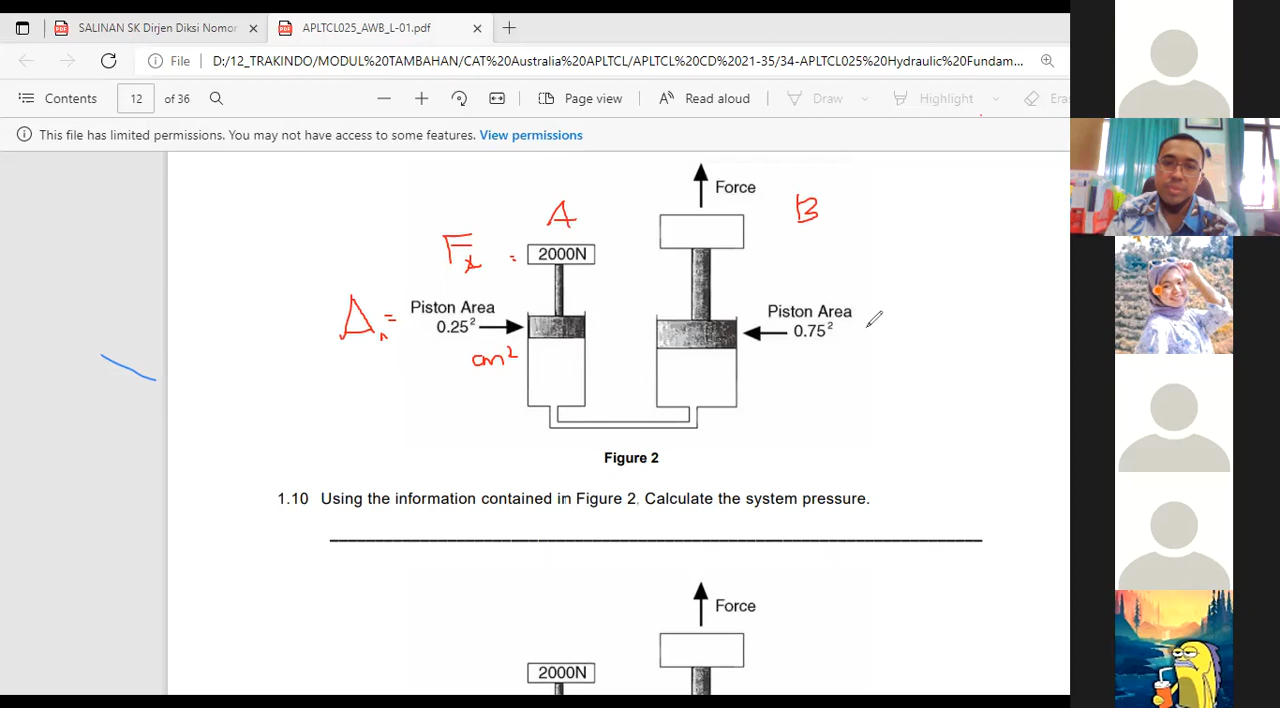 SALINAN SK Dirjen Diksi Nomor
APLTCL025_AWB_L-01.pdf
File
D:/12_TRAKINDO/MODUL%20TAMBAHAN/CAT%20Australia%20APLTCL/APLTCL%20CD%2021-35/34-APLTCL025%20Hydraulic%20Fundam...
Contents
12 of 36
Page view
Read aloud
Draw
Highlight
Era
This file has limited permissions. You may not have access to some features. View permissions
Force
A
B
F =
2000N
A =
Piston Area
0.25²
cm²
Piston Area
0.75²
Figure 2
1.10 Using the information contained in Figure 2. Calculate the system pressure.
Force
2000N